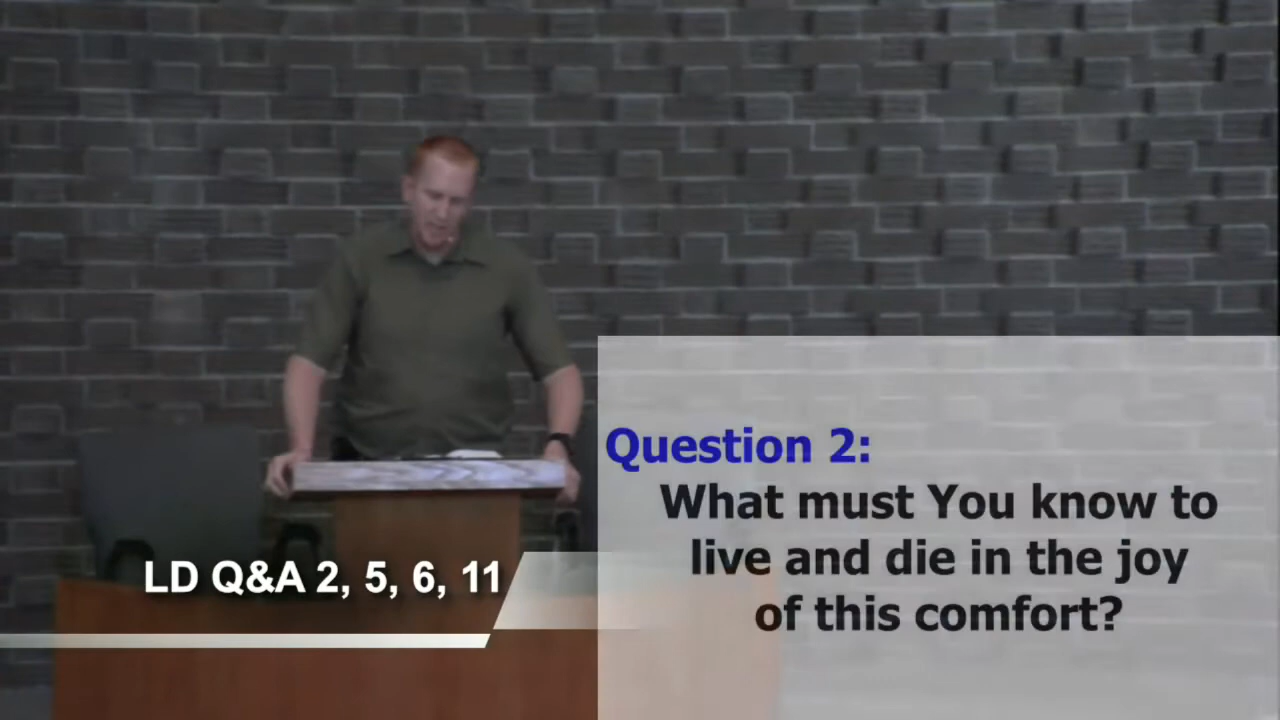 Question 2:
What must You know to
live and die in the joy
of this comfort?
LD Q&A 2, 5, 6, 11